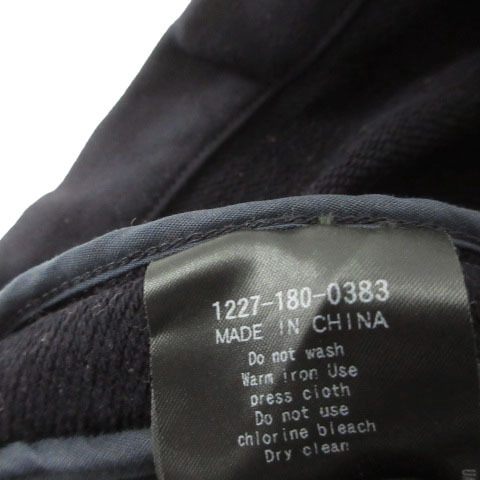 1227-180-0383
MADE IN CHINA
Do not wash
Warm iron Use
press cloth
Do not use
chlorine bleach
Dry clean